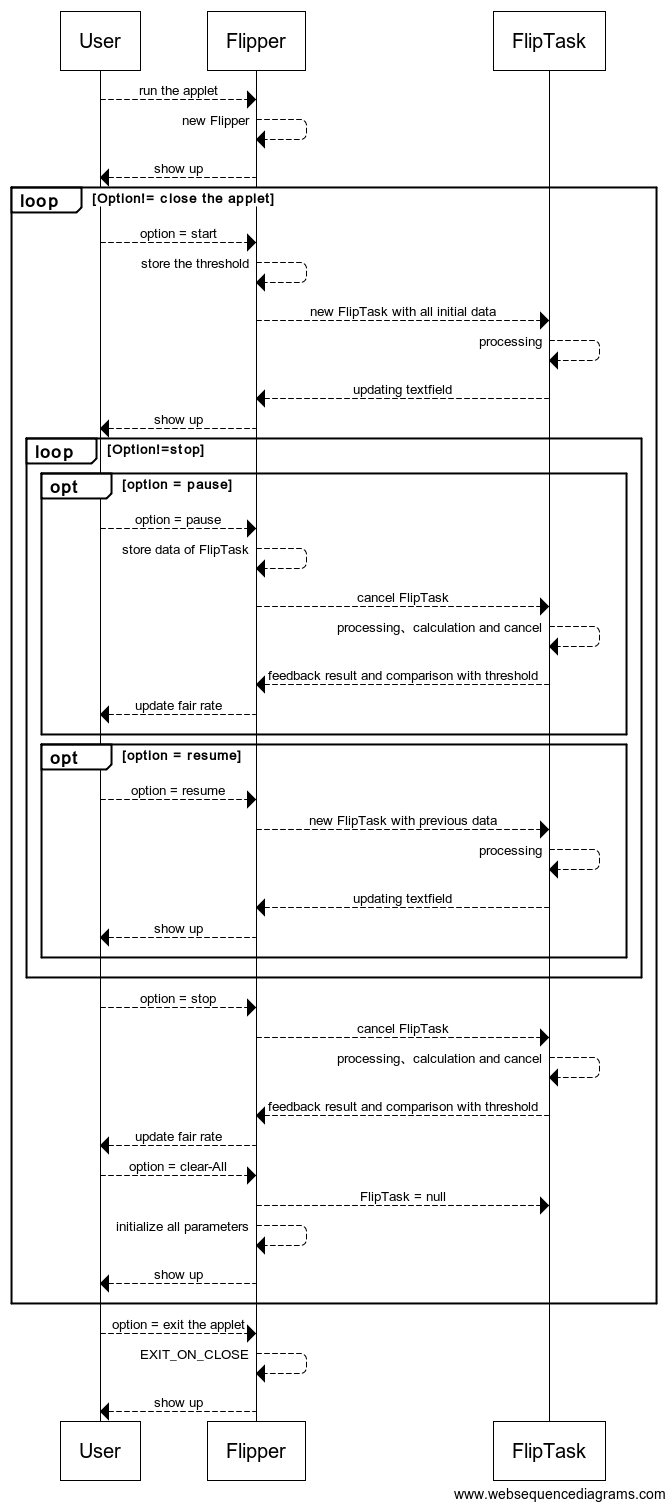 User Flipper FlipTask
run the applet
new Flipper
show up
loop [Option!= close the applet]
option = start
store the threshold
new FlipTask with all initial data
processing
updating textfield
show up
loop [Option!=stop]
opt [option = pause]
option = pause
store data of FlipTask
cancel FlipTask
processing、calculation and cancel
feedback result and comparison with threshold
update fair rate
opt [option = resume]
option = resume
new FlipTask with previous data
processing
updating textfield
show up
option = stop
cancel FlipTask
processing、calculation and cancel
feedback result and comparison with threshold
update fair rate
option = clear-All
FlipTask = null
initialize all parameters
show up
option = exit the applet
EXIT_ON_CLOSE
show up
User Flipper FlipTask
www.websequencediagrams.com